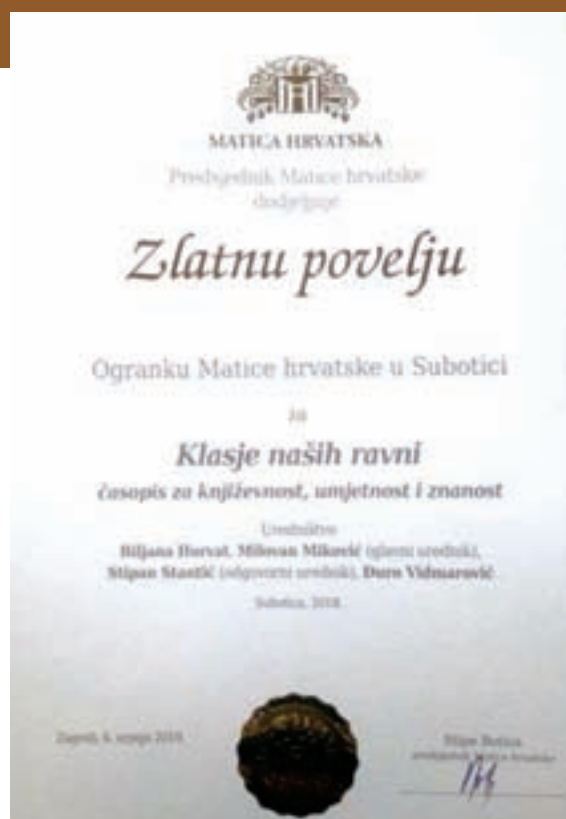 MATICA HRVATSKA
Predsjednik Matice hrvatske
dodjeljuje
Zlatnu povelju
Ogranku Matice hrvatske u Subotici
za
Klasje naših ravni
časopis za književnost, umjetnost i znanost
Uredništvo
Biljana Horvat, Milovan Miković (glavni urednik),
Stipan Stantić (odgovorni urednik), Đuro Vidmarović
Subotica, 2018.
Zagreb,
Stipe Botica
predsjednik Matice hrvatske